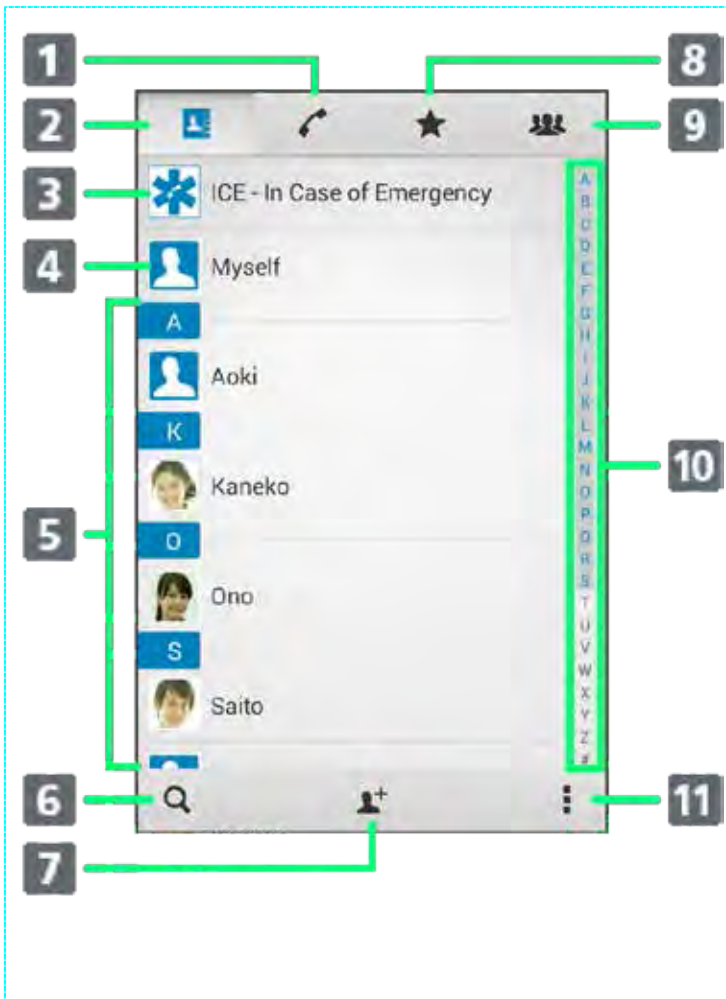 1
8
2
9
3
ICE - In Case of Emergency
4
Myself
A
Aoki
K
Kaneko
5
O
Ono
S
Saito
6
7
10
11
A
B
C
D
E
F
G
H
I
J
K
L
M
N
O
P
Q
R
S
T
U
V
W
X
Y
Z
#